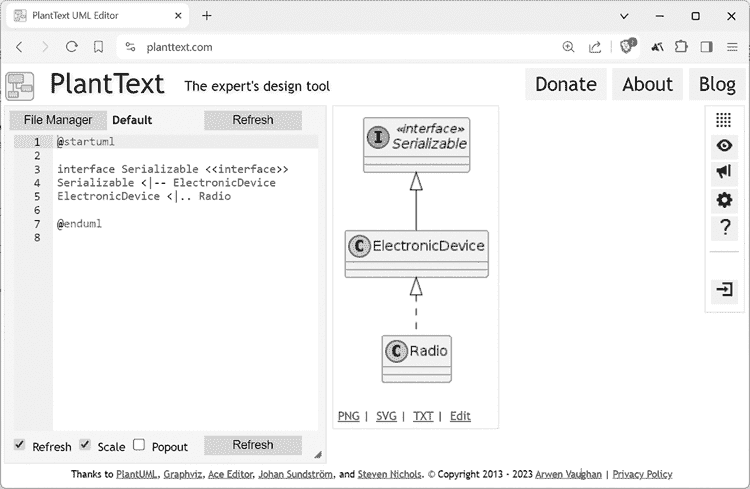 PlantText UML Editor
planttext.com
2
PlantText The expert's design tool Donate About Blog
File Manager Default Refresh
1 @startuml
2
3 interface Serializable <<interface>>
4 Serializable <|-- ElectronicDevice
5 ElectronicDevice <|.. Radio
6
7 @enduml
8
Refresh Scale Popout Refresh
I «interface»
Serializable
C ElectronicDevice
C Radio
PNG | SVG | TXT | Edit
?
Thanks to PlantUML, Graphviz, Ace Editor, Johan Sundström, and Steven Nichols. © Copyright 2013 - 2023 Arwen Vaughan | Privacy Policy